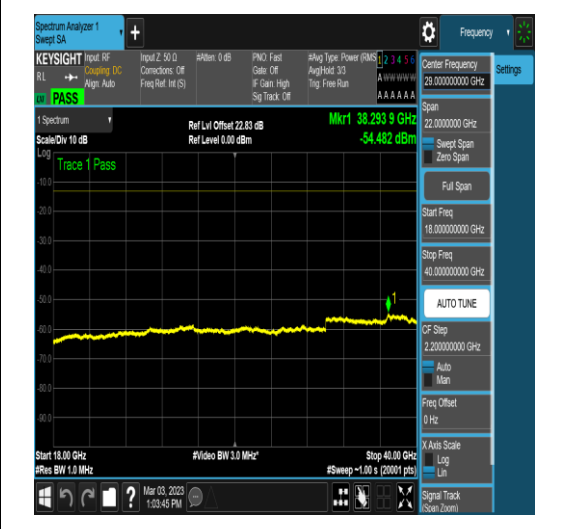 Spectrum Analyzer 1
Swept SA
+
Frequency
KEYSIGHT
Input: RF
Input Z: 50 Ω
#Atten: 0 dB
PNO: Fast
#Avg Type: Power (RMS
1 2 3 4 5 6
RL
Coupling: DC
Corrections: Off
Gate: Off
Avg|Hold: 3/3
A W W W W W
Align: Auto
Freq Ref: Int (S)
IF Gain: High
Trig: Free Run
Sig Track: Off
A A A A A A
PASS
Center Frequency
29.000000000 GHz
Settings
Span
22.0000000 GHz
Swept Span
Zero Span
Full Span
Start Freq
18.000000000 GHz
Stop Freq
40.000000000 GHz
AUTO TUNE
CF Step
2.200000000 GHz
Auto
Man
Freq Offset
0 Hz
X Axis Scale
Log
Lin
Signal Track
(Span Zoom)
1 Spectrum
Ref Lvl Offset 22.83 dB
Mkr1 38.293 9 GHz
Scale/Div 10 dB
Ref Level 0.00 dBm
-54.482 dBm
Log
Trace 1 Pass
-10.0
-20.0
-30.0
-40.0
-50.0
1
-60.0
-70.0
-80.0
-90.0
Start 18.00 GHz
#Video BW 3.0 MHz*
Stop 40.00 GHz
#Res BW 1.0 MHz
#Sweep ~1.00 s (20001 pts)
?
Mar 03, 2023
1:03:45 PM